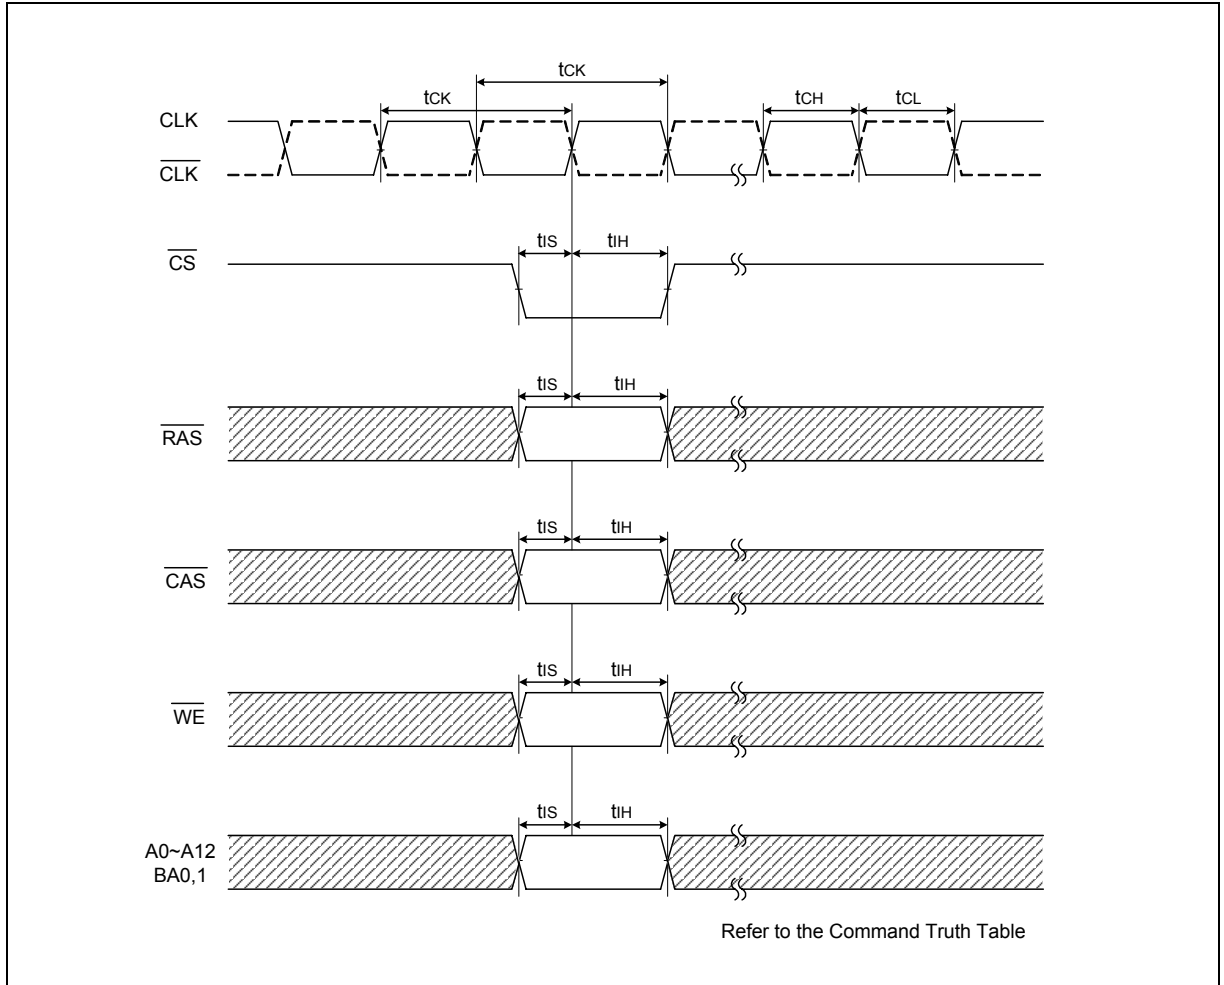 tCK
tCK
tCH
tCL
CLK
CLK
tIS
tIH
CS
tIS
tIH
RAS
tIS
tIH
CAS
tIS
tIH
WE
tIS
tIH
A0~A12
BA0,1
Refer to the Command Truth Table